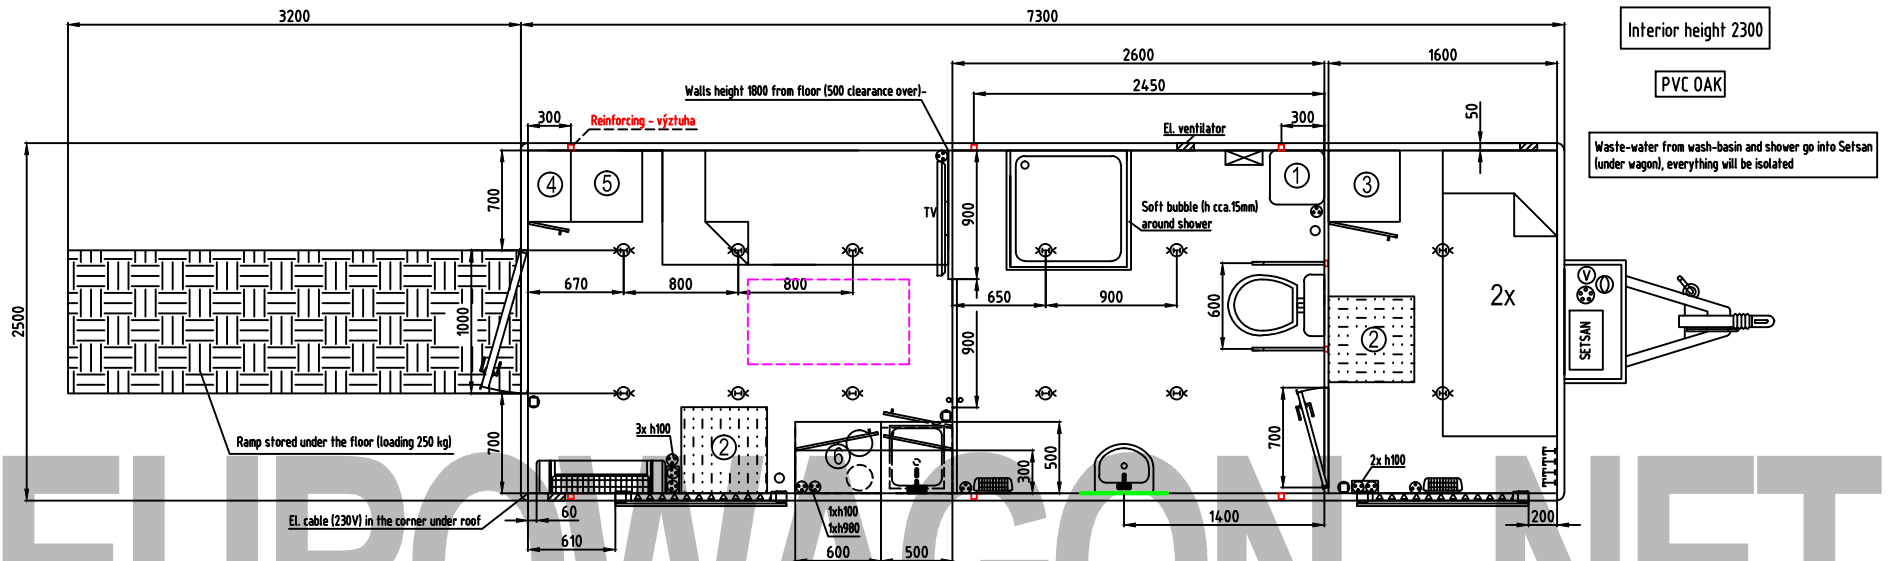 3200
7300
Interior height 2300
2600
1600
PVC OAK
2450
Walls height 1800 from floor (500 clearance over)-
300
Reinforcing - výztuha
300
50
El. ventilator
Waste-water from wash-basin and shower go into Setsan
(under wagon), everything will be isolated
4
5
1
3
700
TV
900
Soft bubble (h cca.15mm)
around shower
670
800
800
650
900
600
2x
V
2500
1000
900
2
SETSAN
Ramp stored under the floor (loading 250 kg)
700
3x h100
2
6
300
500
700
2x h100
El. cable (230V) in the corner under roof
60
1xh100
1xh980
1400
200
610
600
500
EUROWAGON.NET